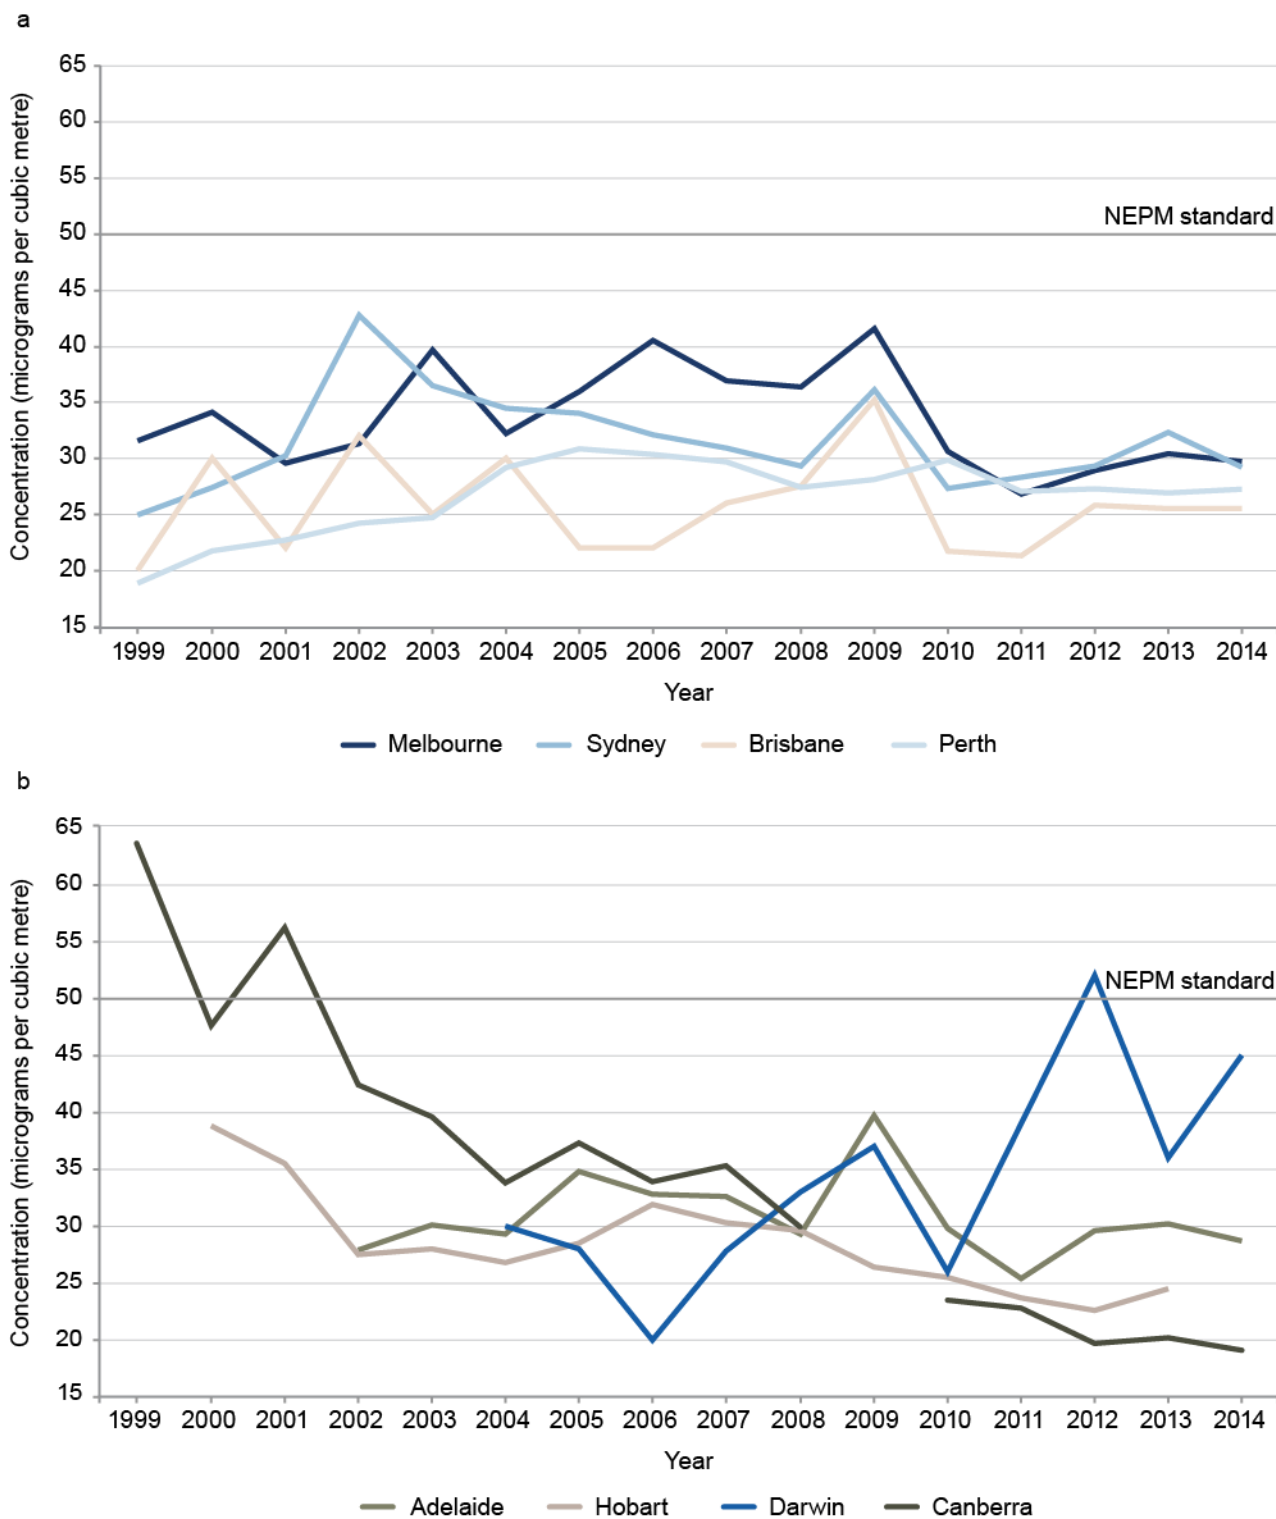 a
Concentration (micrograms per cubic metre)
65
60
55
50
45
40
35
30
25
20
15
NEPM standard
1999 2000 2001 2002 2003 2004 2005 2006 2007 2008 2009 2010 2011 2012 2013 2014
Year
Melbourne Sydney Brisbane Perth
b
Concentration (micrograms per cubic metre)
65
60
55
50
45
40
35
30
25
20
15
NEPM standard
1999 2000 2001 2002 2003 2004 2005 2006 2007 2008 2009 2010 2011 2012 2013 2014
Year
Adelaide Hobart Darwin Canberra